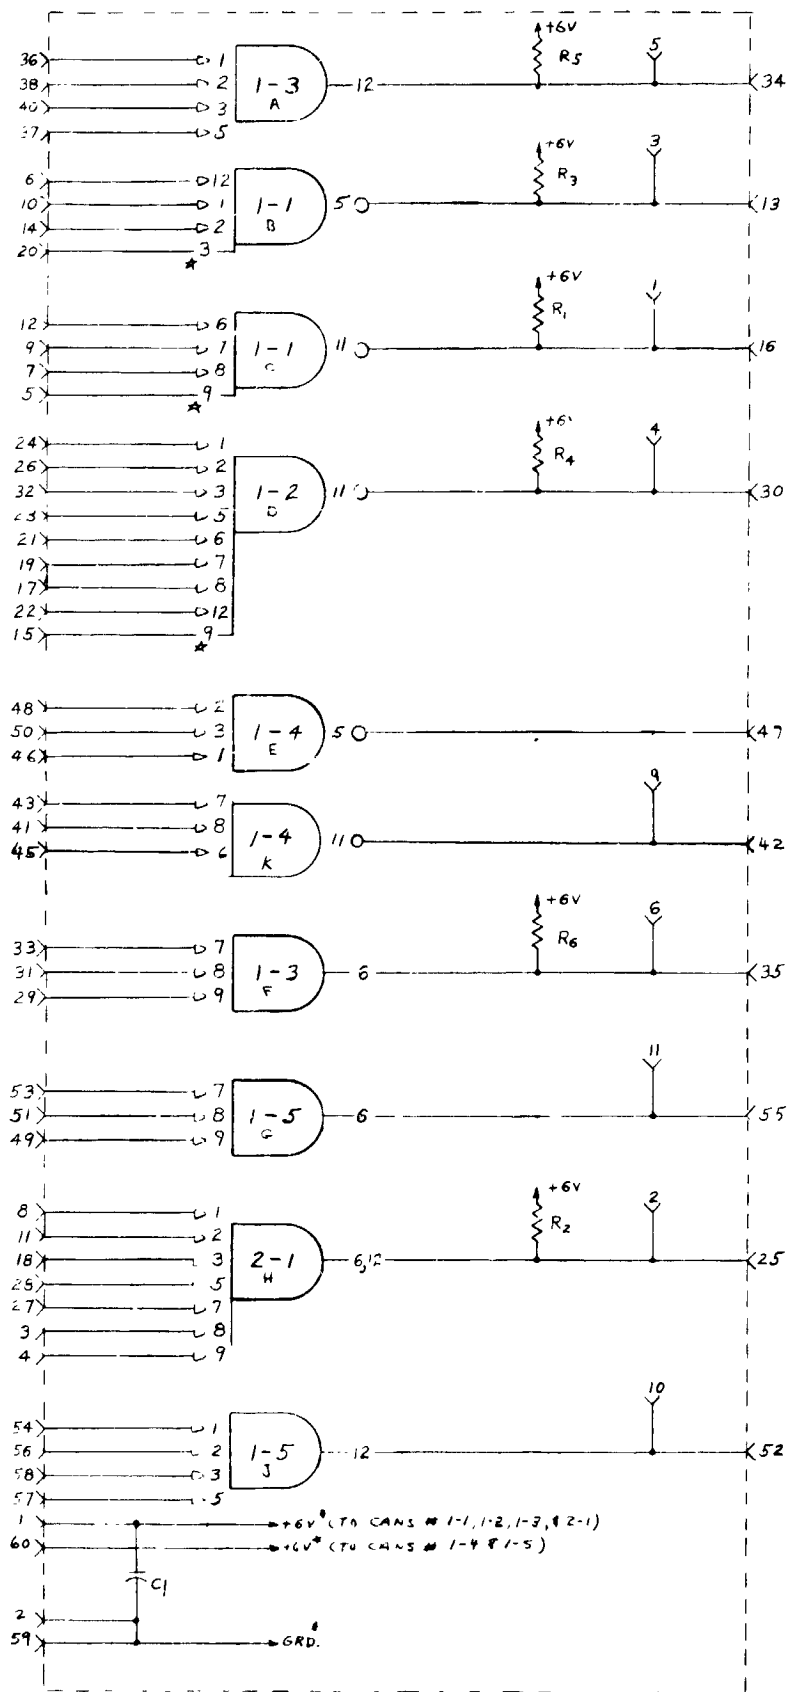 +6V
36 1 R5 5
38 2 1-3 12 34
40 3 A
37 5
+6V 3
6 12 R3
10 1 1-1 5 13
14 2 B
20 3
★
+6V 1
12 6 R1
9 7 1-1 11 16
7 8 C
5 9
★
+6V 4
24 1
26 2 R4
32 3 1-2 11 30
23 5 D
21 6
19 7
17 8
22 12
15 9
★
48 2
50 3 1-4 5 47
46 1 E
9
43 7
41 8 1-4 11 42
45 6 K
+6V 6
33 7 R6
31 8 1-3 6 35
29 9 F
11
53 7
51 8 1-5 6 55
49 9 G
+6V 2
8 1 R2
11 2
18 3 2-1 6,12 25
28 5 H
27 7
3 8
4 9
10
54 1
56 2 1-5 12 52
58 3 J
57 5
1 +6V* (TO CANS # 1-1, 1-2, 1-3, & 2-1)
60 +6V* (TO CANS # 1-4 & 1-5)
C1
2
59 GRD.*